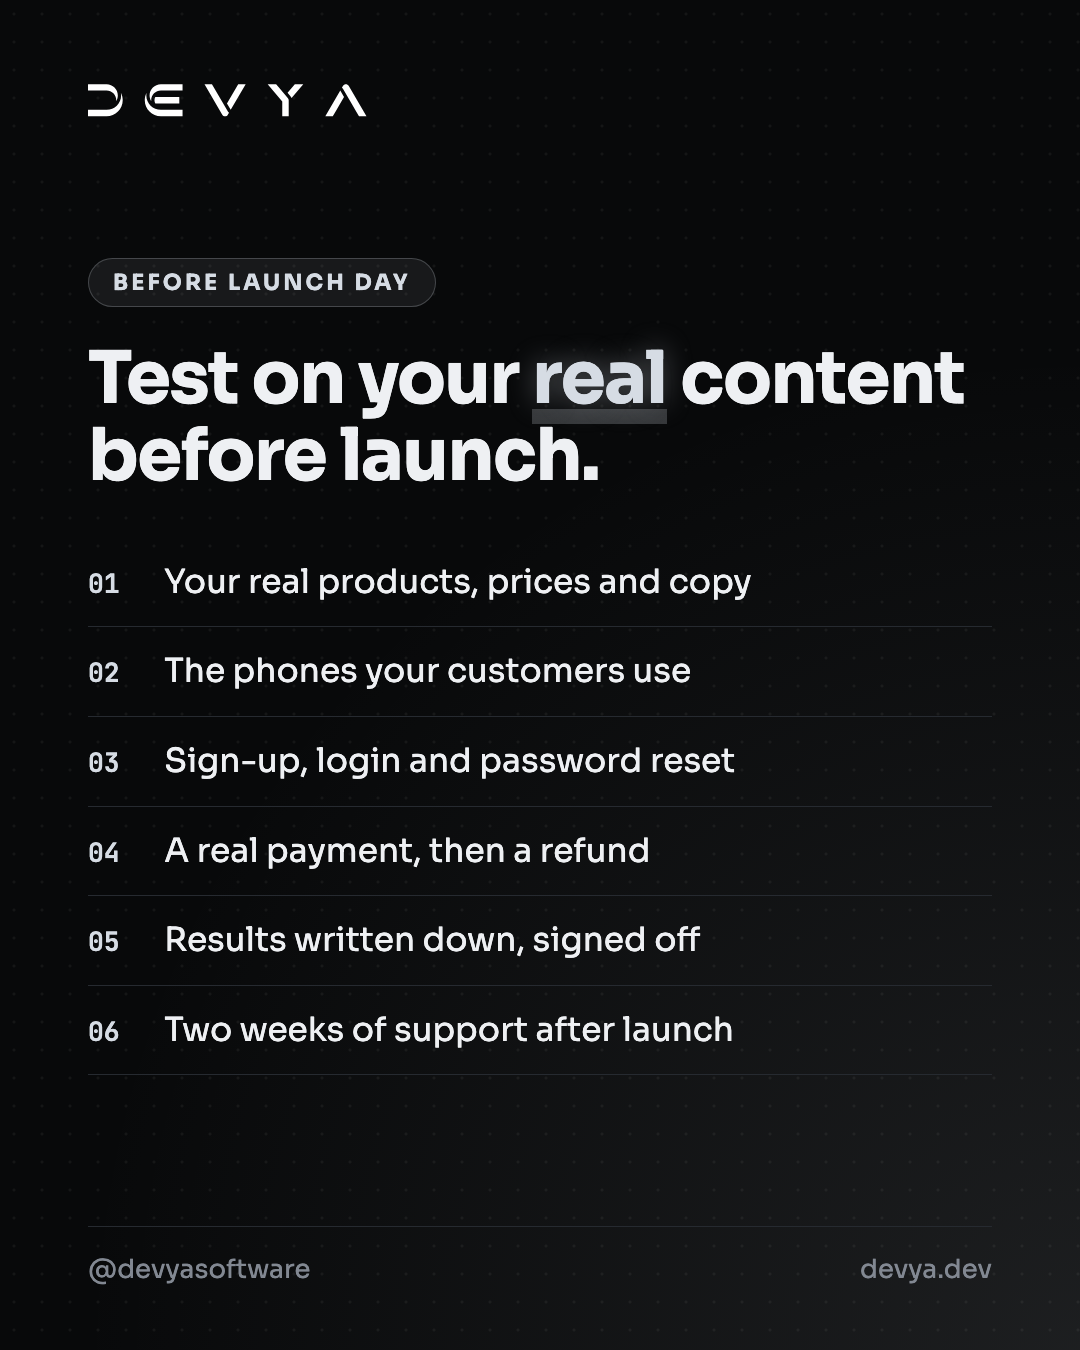 DEVYA
BEFORE LAUNCH DAY
Test on your real content
before launch.
01 Your real products, prices and copy
02 The phones your customers use
03 Sign-up, login and password reset
04 A real payment, then a refund
05 Results written down, signed off
06 Two weeks of support after launch
@devyasoftware devya.dev